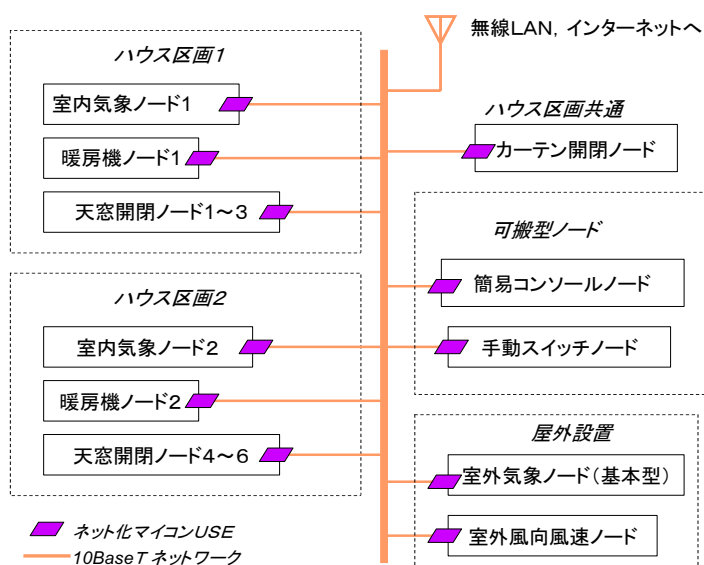 無線LAN，インターネットへ
ハウス区画1
室内気象ノード1
暖房機ノード1
天窓開閉ノード1～3
ハウス区画共通
カーテン開閉ノード
可搬型ノード
簡易コンソールノード
手動スイッチノード
ハウス区画2
室内気象ノード2
暖房機ノード2
天窓開閉ノード4～6
屋外設置
室外気象ノード（基本型）
室外風向風速ノード
ネット化マイコンUSE
10BaseT ネットワーク